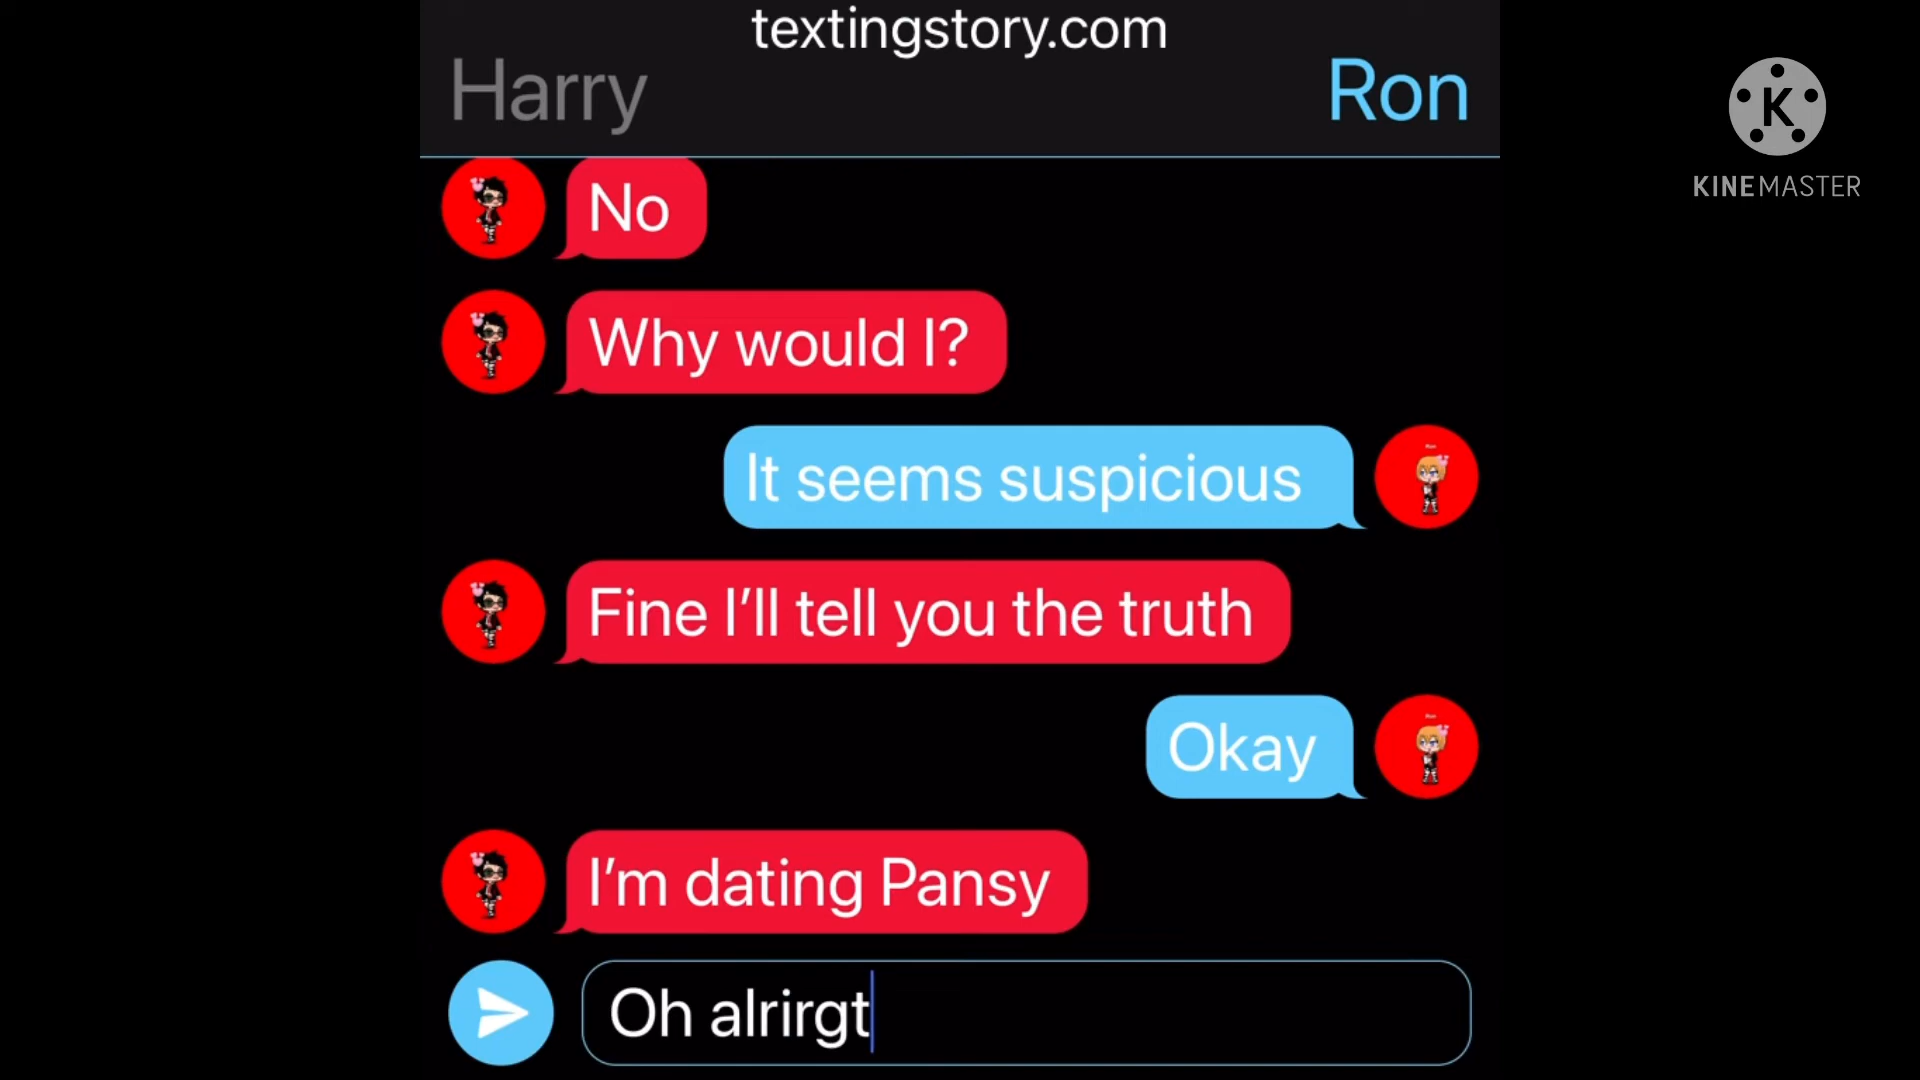 textingstory.com
Harry
Ron
KINEMASTER
No
Why would I?
It seems suspicious
Fine I’ll tell you the truth
Okay
I’m dating Pansy
Oh alrirgt